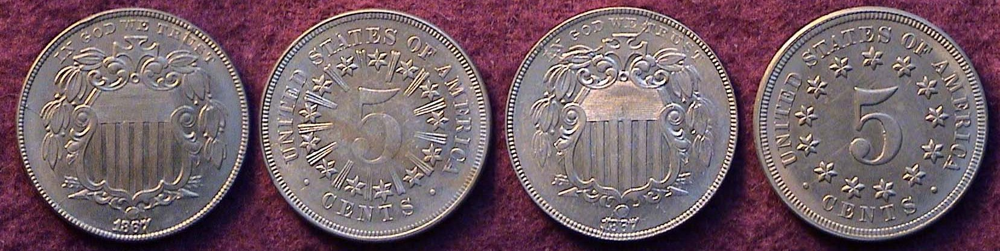 IN GOD WE TRUST
1867
UNITED STATES OF AMERICA
5
· CENTS ·
IN GOD WE TRUST
1867
UNITED STATES OF AMERICA
5
· CENTS ·